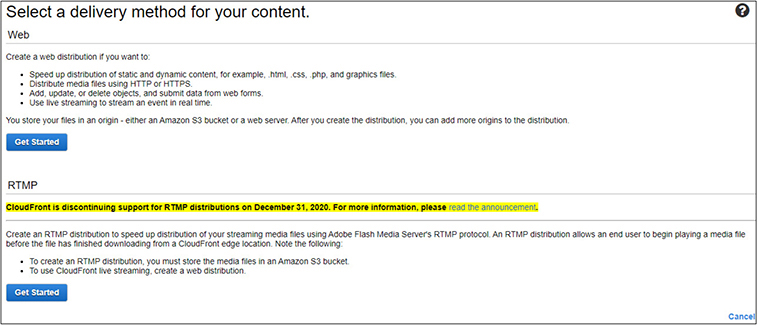 Select a delivery method for your content.
?
Web
Create a web distribution if you want to:
• Speed up distribution of static and dynamic content, for example, .html, .css, .php, and graphics files.
• Distribute media files using HTTP or HTTPS.
• Add, update, or delete objects, and submit data from web forms.
• Use live streaming to stream an event in real time.
You store your files in an origin - either an Amazon S3 bucket or a web server. After you create the distribution, you can add more origins to the distribution.
Get Started
RTMP
CloudFront is discontinuing support for RTMP distributions on December 31, 2020. For more information, please read the announcement.
Create an RTMP distribution to speed up distribution of your streaming media files using Adobe Flash Media Server's RTMP protocol. An RTMP distribution allows an end user to begin playing a media file
before the file has finished downloading from a CloudFront edge location. Note the following:
• To create an RTMP distribution, you must store the media files in an Amazon S3 bucket.
• To use CloudFront live streaming, create a web distribution.
Get Started
Cancel